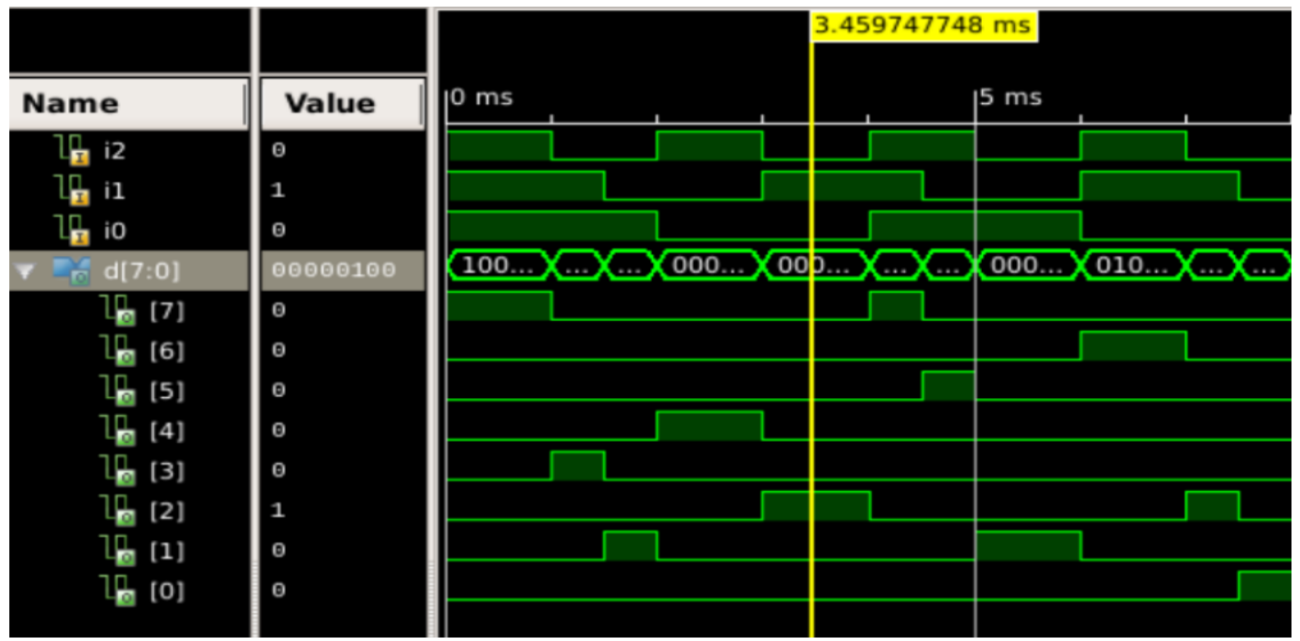 3.459747748 ms
Name Value 0 ms 5 ms
i2 0
i1 1
i0 0
d[7:0] 00000100 100... ... ... 000... 000... ... ... 000... 010... ... ...
[7] 0
[6] 0
[5] 0
[4] 0
[3] 0
[2] 1
[1] 0
[0] 0